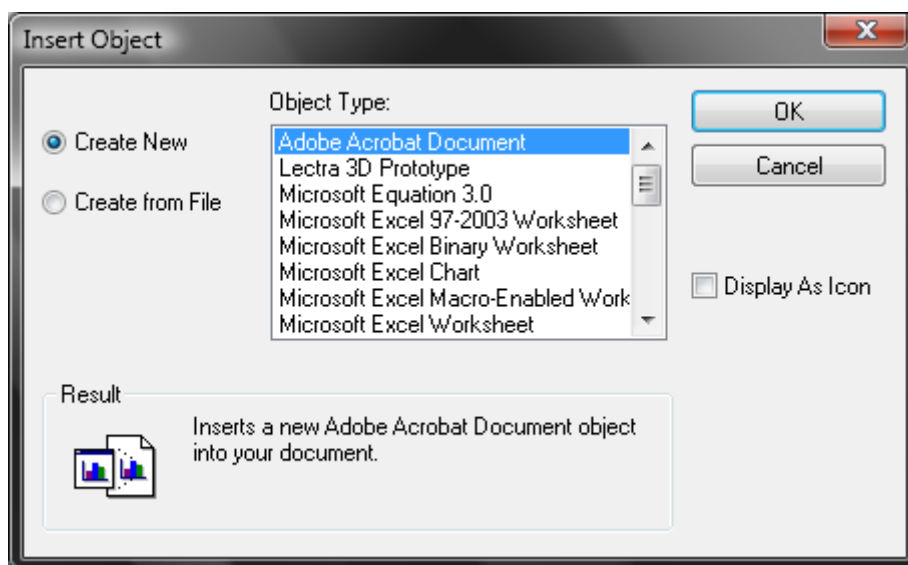 Insert Object
Object Type:
Create New
Create from File
Adobe Acrobat Document
Lectra 3D Prototype
Microsoft Equation 3.0
Microsoft Excel 97-2003 Worksheet
Microsoft Excel Binary Worksheet
Microsoft Excel Chart
Microsoft Excel Macro-Enabled Work
Microsoft Excel Worksheet
OK
Cancel
Display As Icon
Result
Inserts a new Adobe Acrobat Document object
into your document.